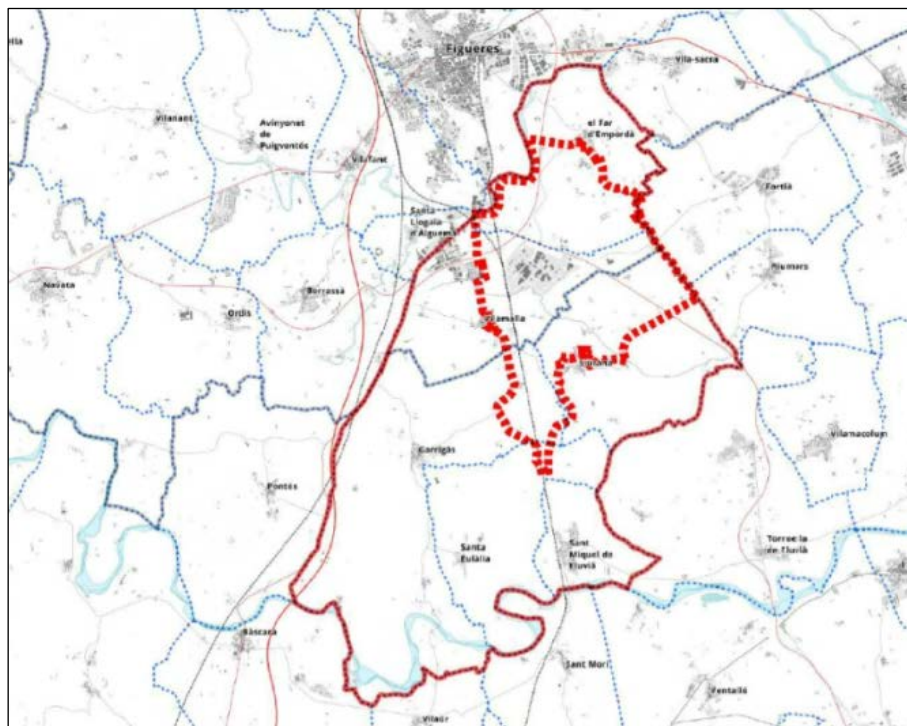 Figueres
Vila-sacra
Vilanant
Avinyonet
de
Puigventós
el Far
d'Empordà
Vilafant
Fortià
Santa
Llogaia
d'Àlguema
Riumors
Navata
Borrassà
Ordis
Vilamalla
Siurana
Vilamacolum
Garrigàs
Pontós
Santa
Eulàlia
Sant
Miquel de
Fluvià
Torroella
de Fluvià
Bàscara
Sant Mori
Ventalló
Vilaür